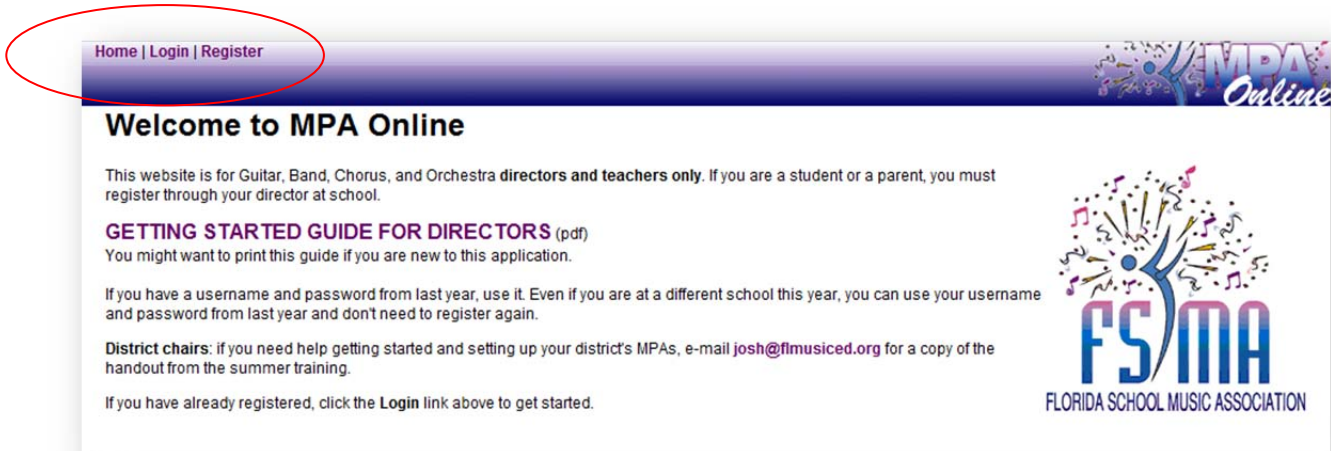 Home | Login | Register
MPA
Online
Welcome to MPA Online
This website is for Guitar, Band, Chorus, and Orchestra directors and teachers only. If you are a student or a parent, you must
register through your director at school.
GETTING STARTED GUIDE FOR DIRECTORS (pdf)
You might want to print this guide if you are new to this application.
If you have a username and password from last year, use it. Even if you are at a different school this year, you can use your username
and password from last year and don't need to register again.
District chairs: if you need help getting started and setting up your district's MPAs, e-mail josh@flmusiced.org for a copy of the
handout from the summer training.
If you have already registered, click the Login link above to get started.
FSMA
FLORIDA SCHOOL MUSIC ASSOCIATION